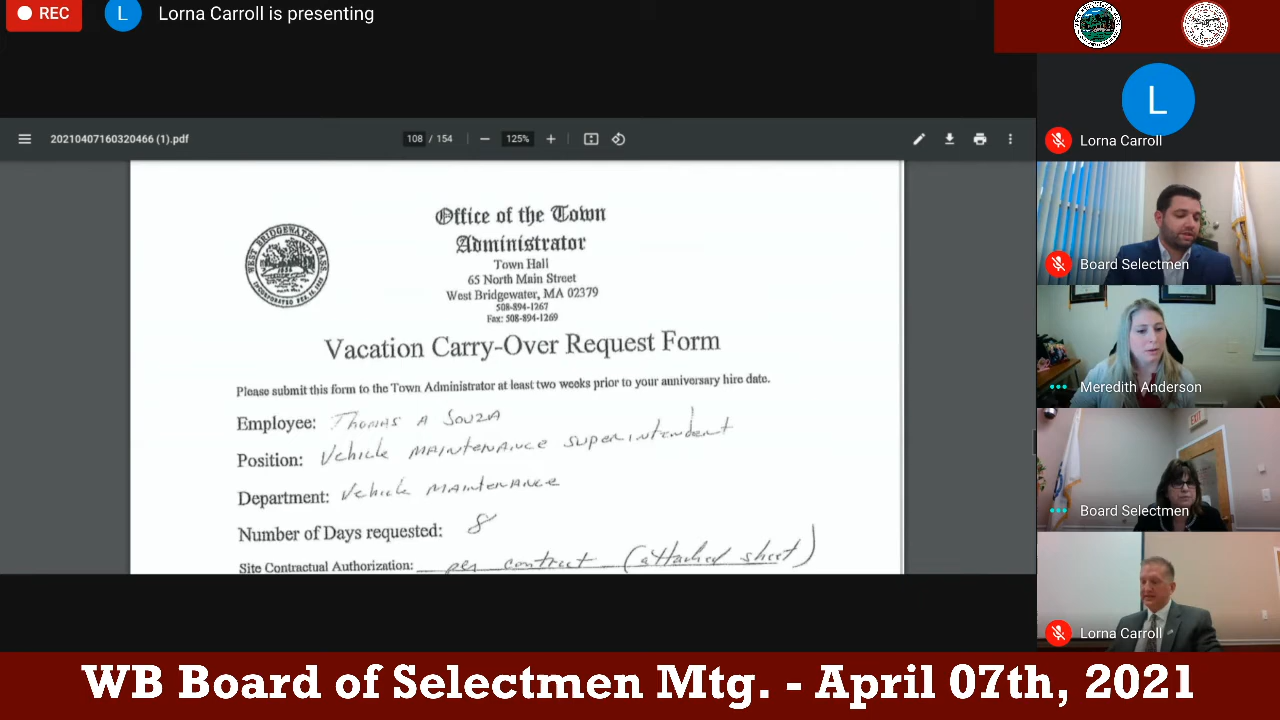 REC
L
Lorna Carroll is presenting
20210407160320466 (1).pdf
108 / 154
125%
Office of the Town
Administrator
Town Hall
65 North Main Street
West Bridgewater, MA 02379
508-894-1267
Fax: 508-894-1269
WEST BRIDGEWATER, MASS.
Vacation Carry-Over Request Form
Please submit this form to the Town Administrator at least two weeks prior to your anniversary hire date.
Employee: Thomas A Souza
Position: Vehicle Maintenance Superintendent
Department: Vehicle Maintenance
Number of Days requested: 8
Site Contractual Authorization: per contract (attached sheet)
L
Lorna Carroll
Board Selectmen
Meredith Anderson
EXIT
Board Selectmen
Lorna Carroll
WB Board of Selectmen Mtg. - April 07th, 2021